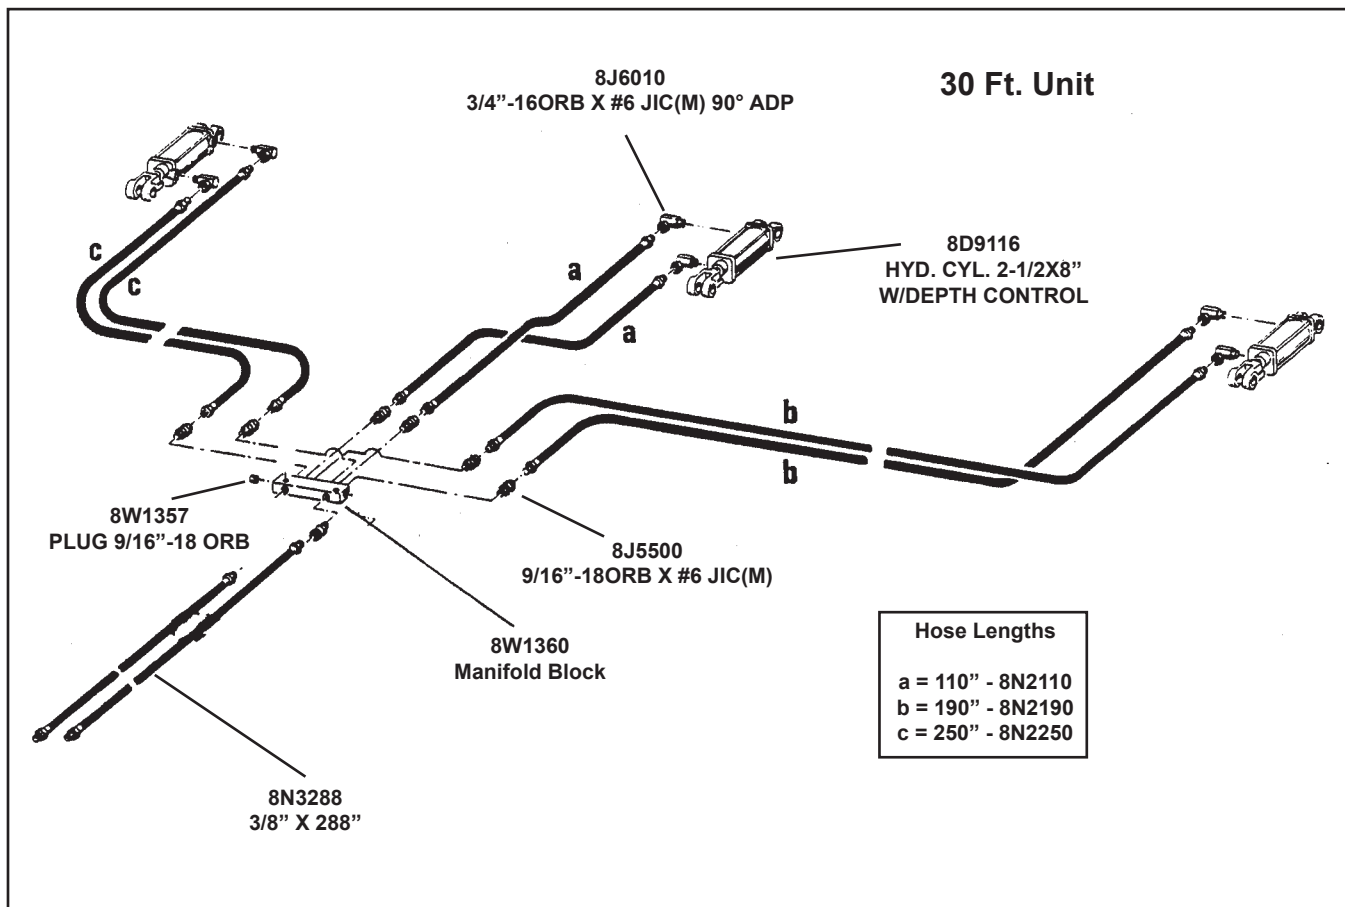 8J6010
3/4”-16ORB X #6 JIC(M) 90° ADP
30 Ft. Unit
c
c
a
a
8D9116
HYD. CYL. 2-1/2X8”
W/DEPTH CONTROL
b
b
8W1357
PLUG 9/16”-18 ORB
8J5500
9/16”-18ORB X #6 JIC(M)
8W1360
Manifold Block
Hose Lengths
a = 110” - 8N2110
b = 190” - 8N2190
c = 250” - 8N2250
8N3288
3/8” X 288”